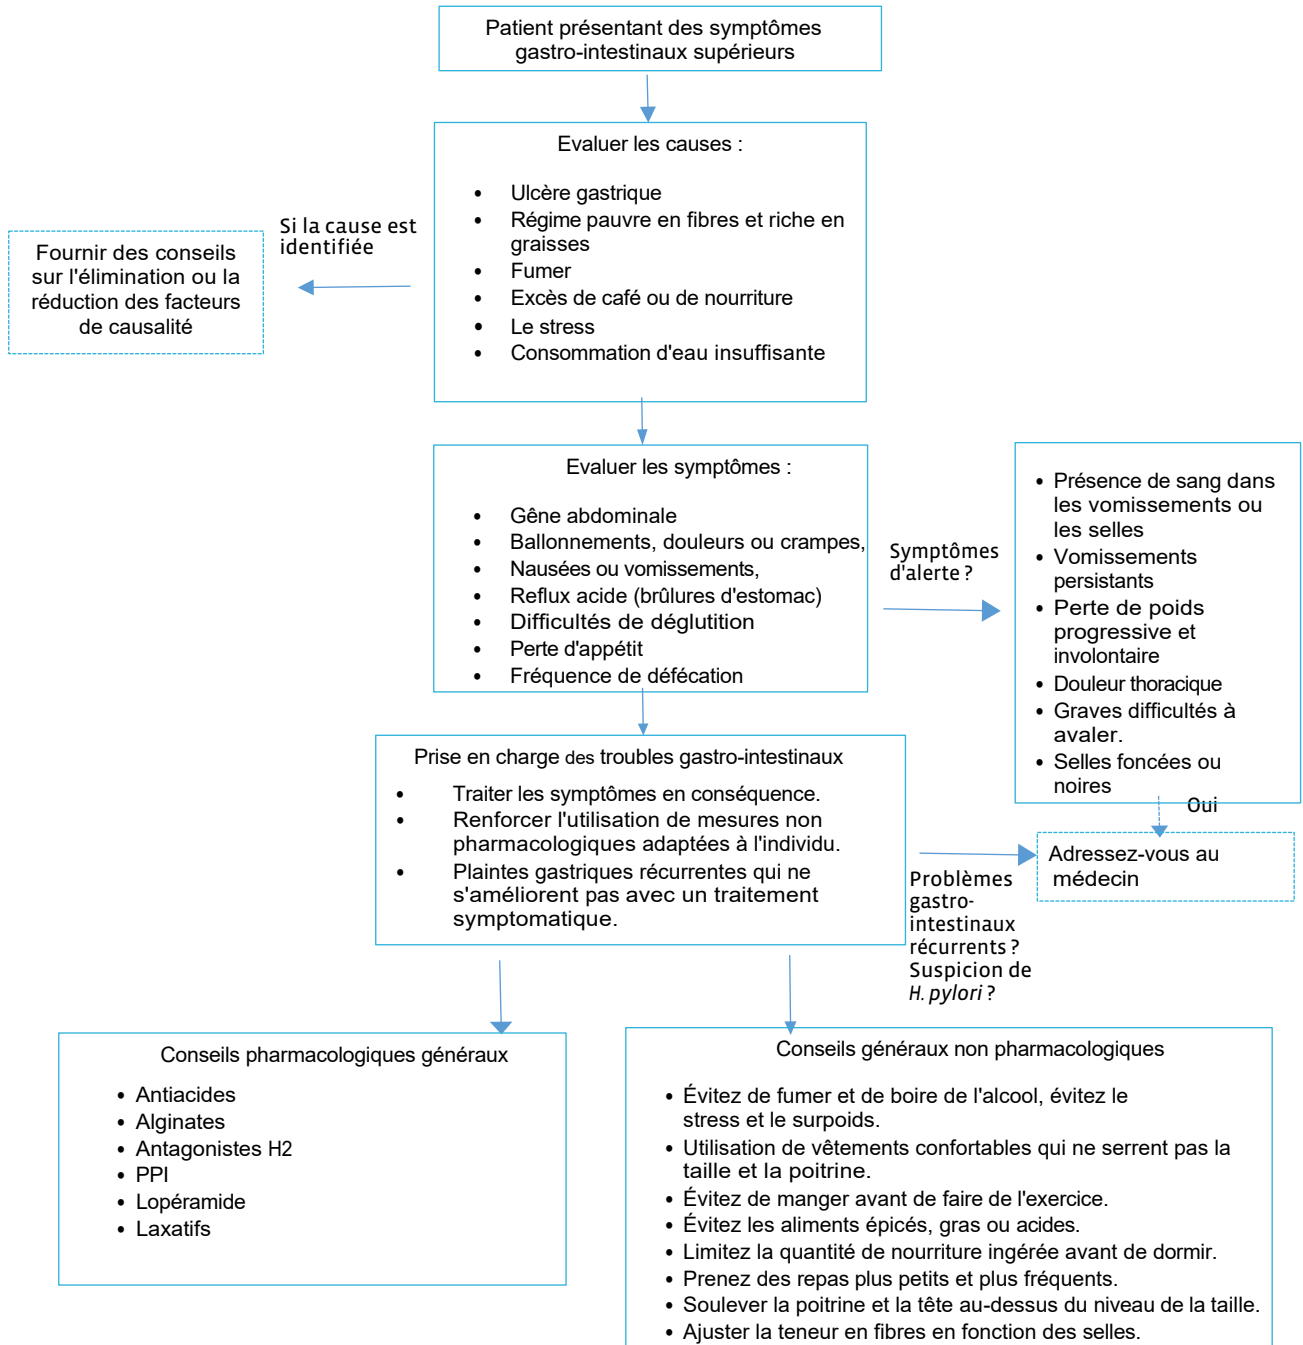 Patient présentant des symptômes
gastro-intestinaux supérieurs
Evaluer les causes :
• Ulcère gastrique
• Régime pauvre en fibres et riche en
graisses
• Fumer
• Excès de café ou de nourriture
• Le stress
• Consommation d'eau insuffisante
Si la cause est
identifiée
Fournir des conseils
sur l'élimination ou la
réduction des facteurs
de causalité
Evaluer les symptômes :
• Gêne abdominale
• Ballonnements, douleurs ou crampes,
• Nausées ou vomissements,
• Reflux acide (brûlures d'estomac)
• Difficultés de déglutition
• Perte d'appétit
• Fréquence de défécation
Symptômes
d'alerte ?
• Présence de sang dans
les vomissements ou
les selles
• Vomissements
persistants
• Perte de poids
progressive et
involontaire
• Douleur thoracique
• Graves difficultés à
avaler.
• Selles foncées ou
noires
Oui
Adressez-vous au
médecin
Prise en charge des troubles gastro-intestinaux
• Traiter les symptômes en conséquence.
• Renforcer l'utilisation de mesures non
pharmacologiques adaptées à l'individu.
• Plaintes gastriques récurrentes qui ne
s'améliorent pas avec un traitement
symptomatique.
Problèmes
gastro-
intestinaux
récurrents ?
Suspicion de
H. pylori ?
Conseils pharmacologiques généraux
• Antiacides
• Alginates
• Antagonistes H2
• PPI
• Lopéramide
• Laxatifs
Conseils généraux non pharmacologiques
• Évitez de fumer et de boire de l'alcool, évitez le
stress et le surpoids.
• Utilisation de vêtements confortables qui ne serrent pas la
taille et la poitrine.
• Évitez de manger avant de faire de l'exercice.
• Évitez les aliments épicés, gras ou acides.
• Limitez la quantité de nourriture ingérée avant de dormir.
• Prenez des repas plus petits et plus fréquents.
• Soulever la poitrine et la tête au-dessus du niveau de la taille.
• Ajuster la teneur en fibres en fonction des selles.